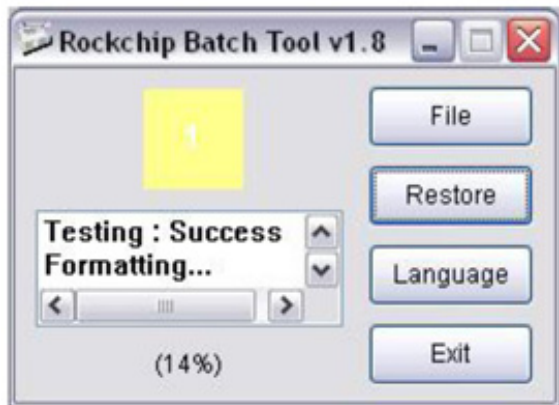 Rockchip Batch Tool v1.8
1
File
Restore
Testing : Success
Formatting...
Language
(14%)
Exit